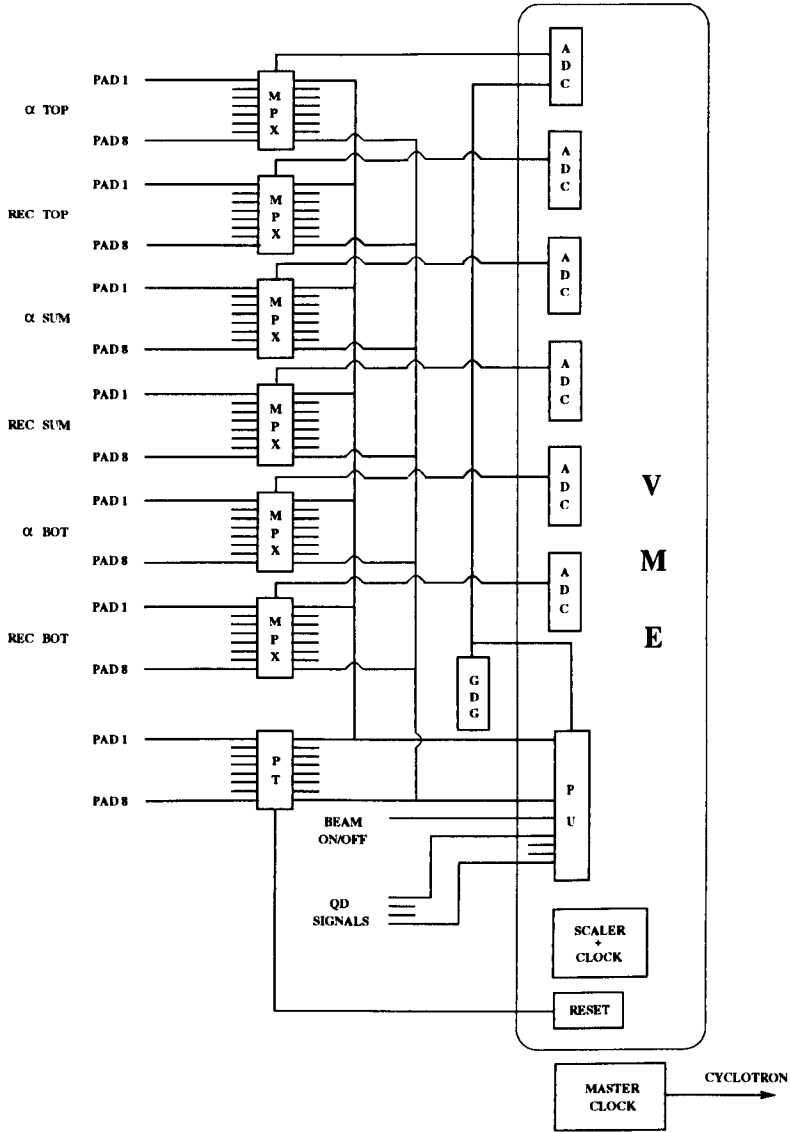 A
D
C
PAD 1
α TOP
PAD 8
M
P
X
A
D
C
PAD 1
REC TOP
PAD 8
M
P
X
A
D
C
PAD 1
α SUM
PAD 8
M
P
X
A
D
C
PAD 1
REC SUM
PAD 8
M
P
X
A
D
C
PAD 1
α BOT
PAD 8
M
P
X
A
D
C
PAD 1
REC BOT
PAD 8
M
P
X
V
M
E
G
D
G
PAD 1
PAD 8
P
T
P
U
BEAM
ON/OFF
QD
SIGNALS
SCALER
+
CLOCK
RESET
MASTER
CLOCK
CYCLOTRON